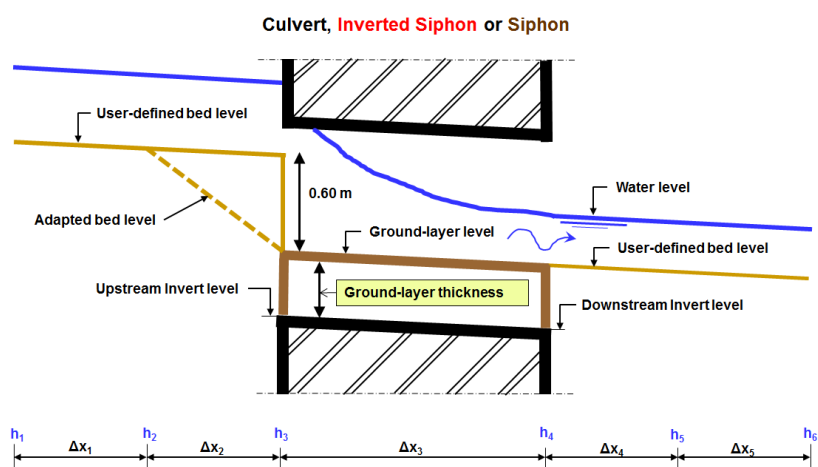 Culvert, Inverted Siphon or Siphon
User-defined bed level
0.60 m
Water level
Adapted bed level
Ground-layer level
User-defined bed level
Upstream Invert level
Ground-layer thickness
Downstream Invert level
h1 h2 h3 h4 h5 h6
Δx1 Δx2 Δx3 Δx4 Δx5